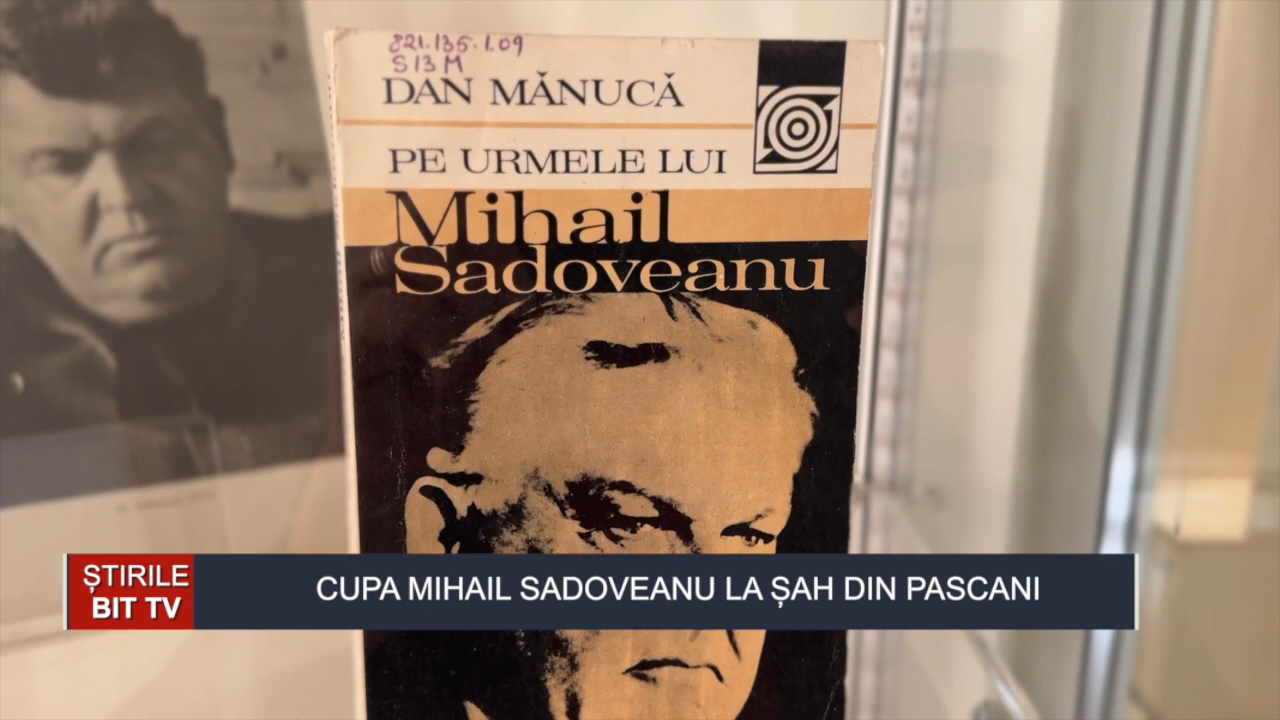 821.135.1.09
S13M
DAN MĂNUCĂ
PE URMELE LUI
Mihail
Sadoveanu
ȘTIRILE
BIT TV
CUPA MIHAIL SADOVEANU LA ȘAH DIN PASCANI